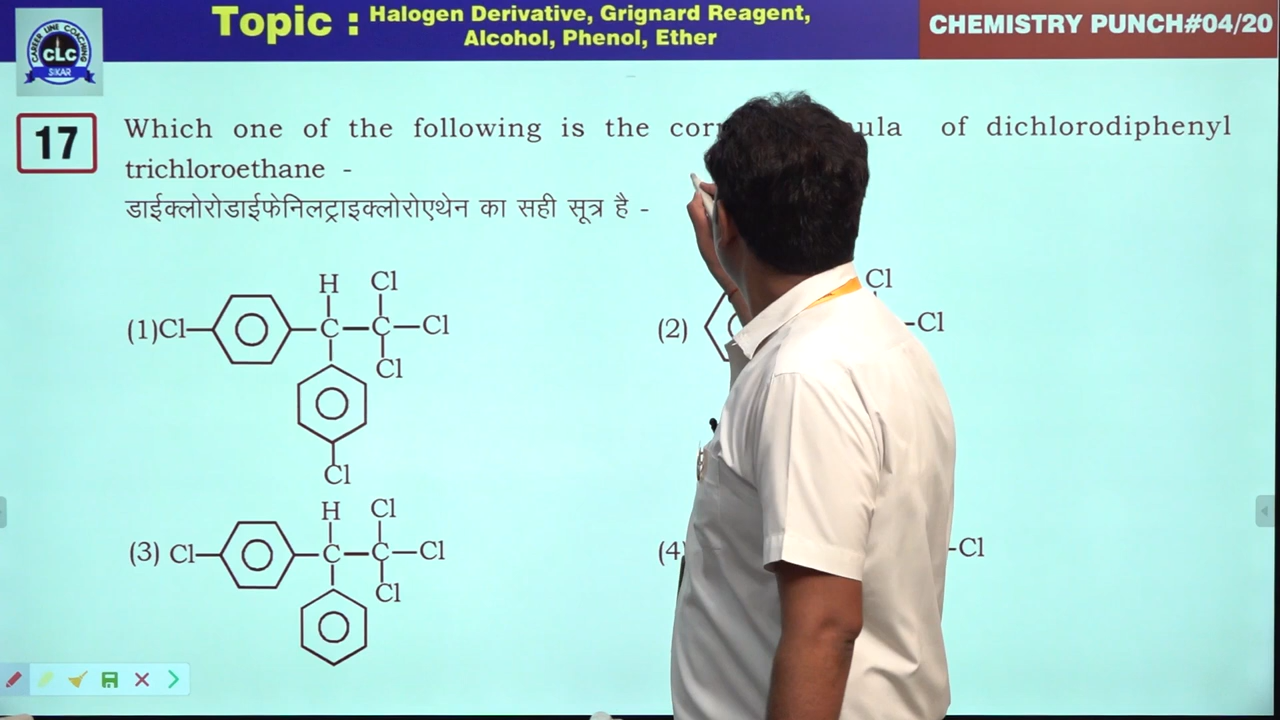 Topic : Halogen Derivative, Grignard Reagent,
Alcohol, Phenol, Ether
CHEMISTRY PUNCH#04/20
CAREER LINE COACHING
CLC
SIKAR
17
Which one of the following is the of dichlorodiphenyl
trichloroethane -
डाईक्लोरोडाईफेनिलट्राइक्लोरोएथेन का सही सूत्र है -
H Cl
(1)Cl C C Cl
Cl
Cl
(2) Cl
Cl
H Cl
(3) Cl C C Cl
Cl
(4) Cl